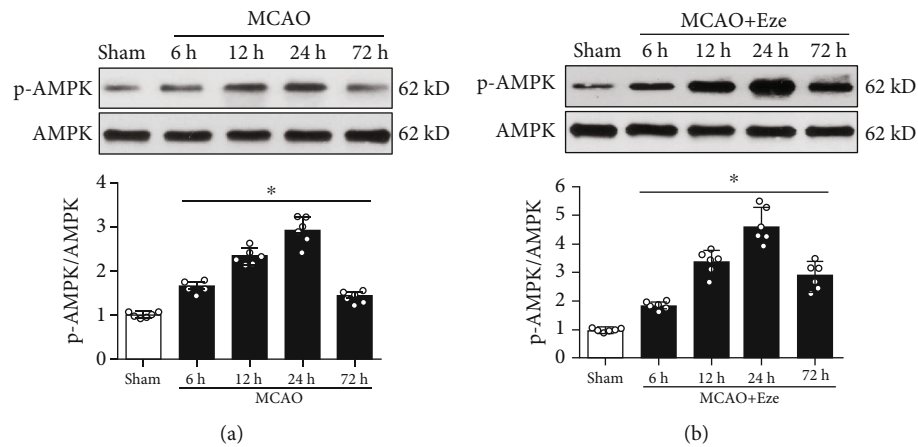 MCAO
Sham 6 h 12 h 24 h 72 h
p-AMPK 62 kD
AMPK 62 kD
4
3
2
1
0
p-AMPK/AMPK
*
Sham 6 h 12 h 24 h 72 h
MCAO
(a)
MCAO+Eze
Sham 6 h 12 h 24 h 72 h
p-AMPK 62 kD
AMPK 62 kD
6
5
4
3
2
1
0
p-AMPK/AMPK
*
Sham 6 h 12 h 24 h 72 h
MCAO+Eze
(b)